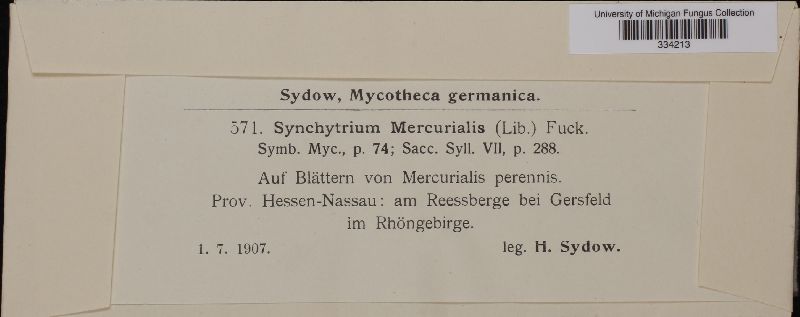 University of Michigan Fungus Collection
334213
Sydow, Mycotheca germanica.
571. Synchytrium Mercurialis (Lib.) Fuck.
Symb. Myc., p. 74; Sacc. Syll. VII, p. 288.
Auf Blättern von Mercurialis perennis.
Prov. Hessen-Nassau: am Reessberge bei Gersfeld
im Rhöngebirge.
1. 7. 1907. leg. H. Sydow.